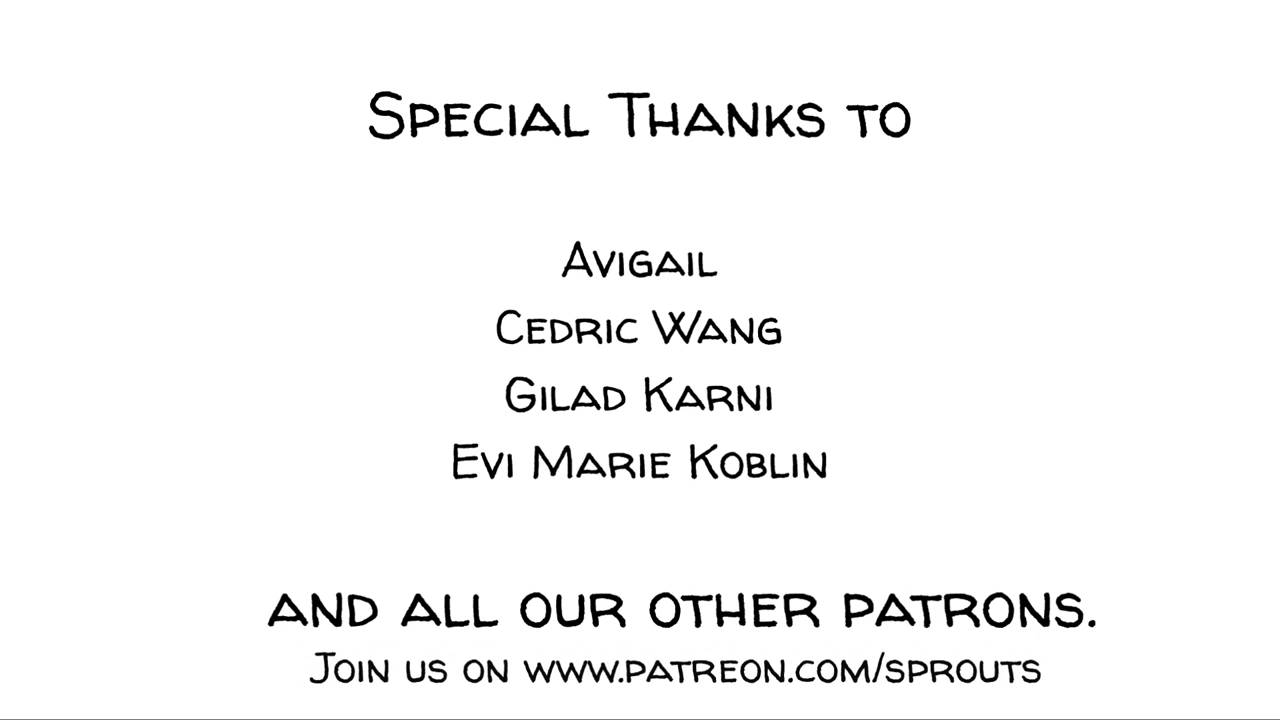 Special Thanks to
Avigail
Cedric Wang
Gilad Karni
Evi Marie Koblin
and all our other patrons.
Join us on www.patreon.com/sprouts